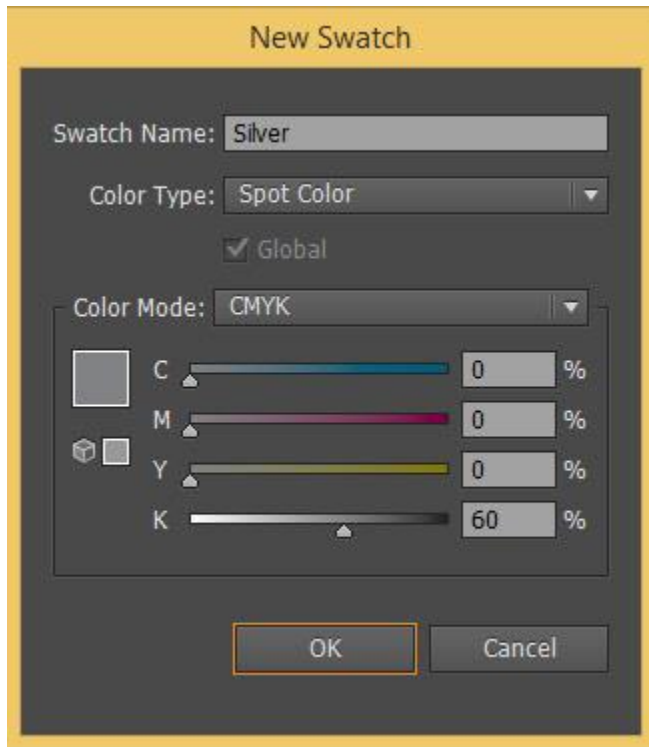 New Swatch
Swatch Name: Silver
Color Type: Spot Color
Global
Color Mode: CMYK
C 0 %
M 0 %
Y 0 %
K 60 %
OK Cancel